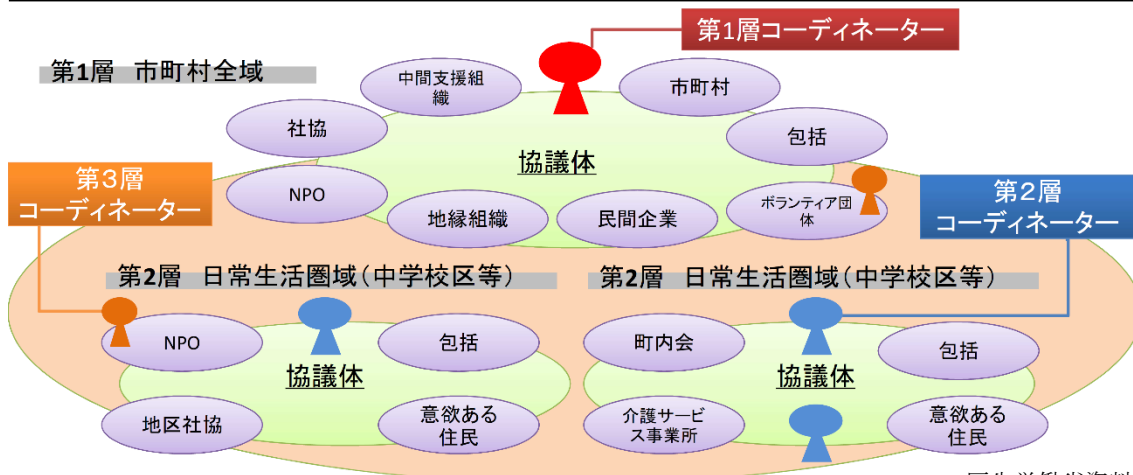 第1層コーディネーター
第1層 市町村全域
中間支援組
織
市町村
社協
包括
協議体
第3層
コーディネーター
NPO
地縁組織
民間企業
ボランティア団
体
第2層
コーディネーター
第2層 日常生活圏域(中学校区等)
第2層 日常生活圏域(中学校区等)
NPO
包括
協議体
地区社協
意欲ある
住民
町内会
包括
協議体
介護サービ
ス事業所
意欲ある
住民